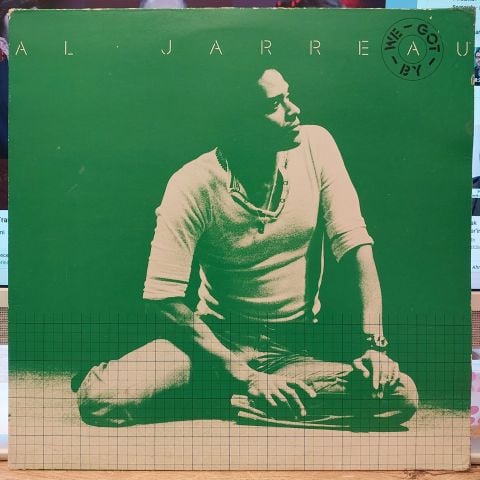 AL · JARREAU
WE - GOT - BY